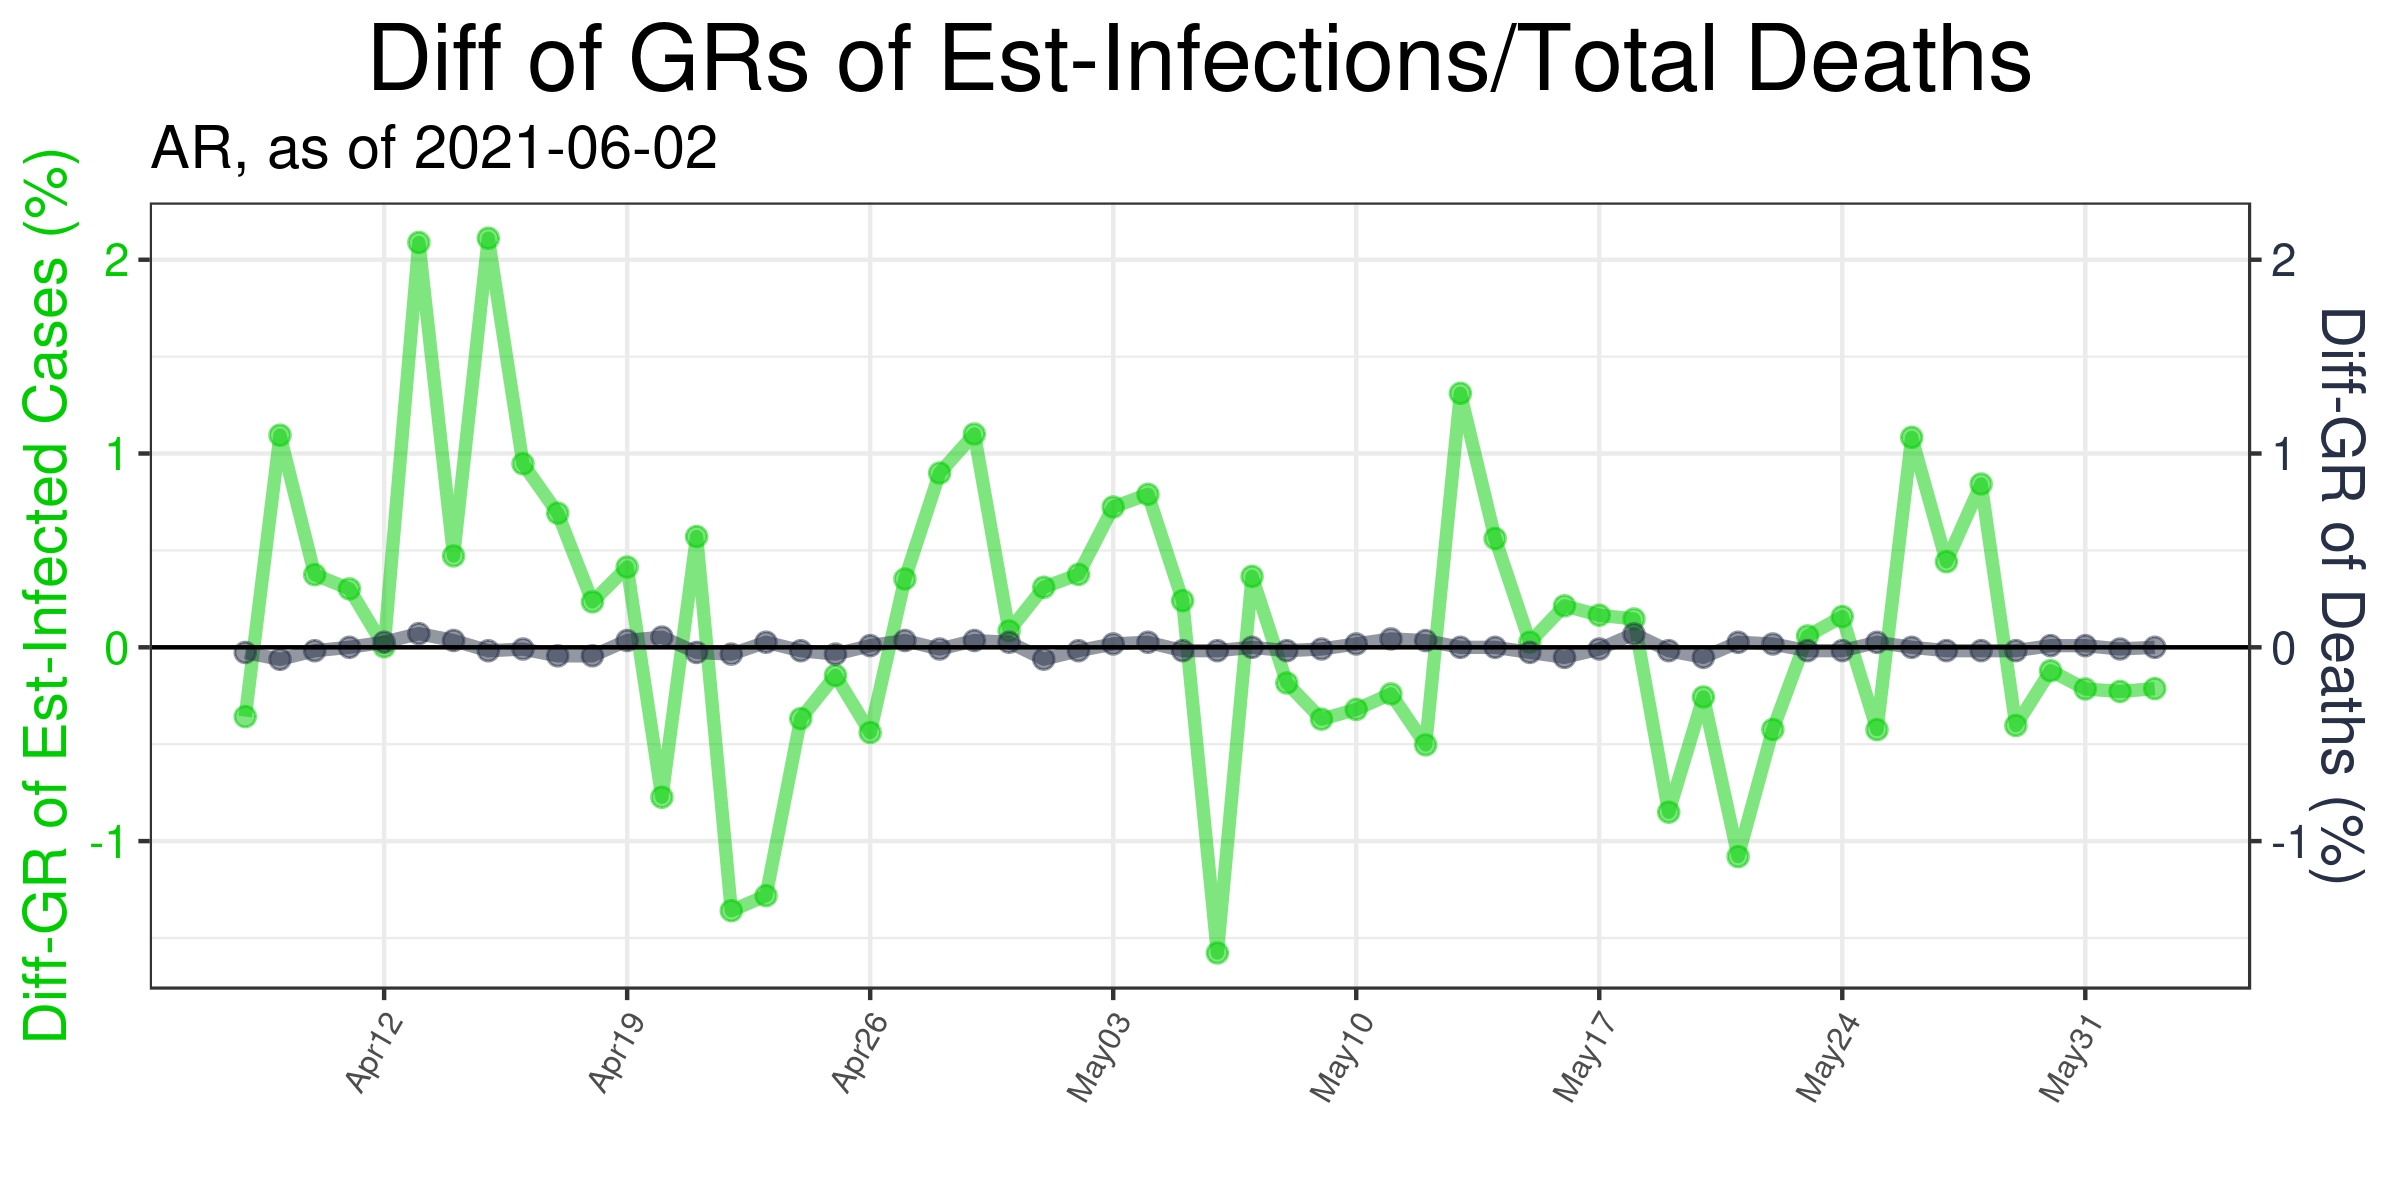 Diff of GRs of Est-Infections/Total Deaths
AR, as of 2021-06-02
Diff-GR of Est-Infected Cases (%)
2
1
0
-1
2
1
0
-1
Diff-GR of Deaths (%)
Apr12
Apr19
Apr26
May03
May10
May17
May24
May31